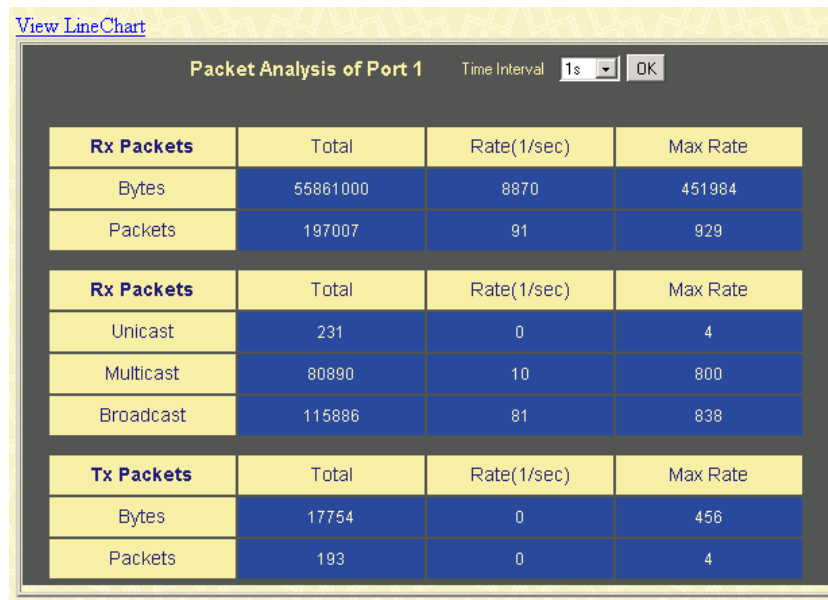 View LineChart
Packet Analysis of Port 1 Time Interval 1s OK
Rx Packets Total Rate(1/sec) Max Rate
Bytes 55861000 8870 451984
Packets 197007 91 929
Rx Packets Total Rate(1/sec) Max Rate
Unicast 231 0 4
Multicast 80890 10 800
Broadcast 115886 81 838
Tx Packets Total Rate(1/sec) Max Rate
Bytes 17754 0 456
Packets 193 0 4